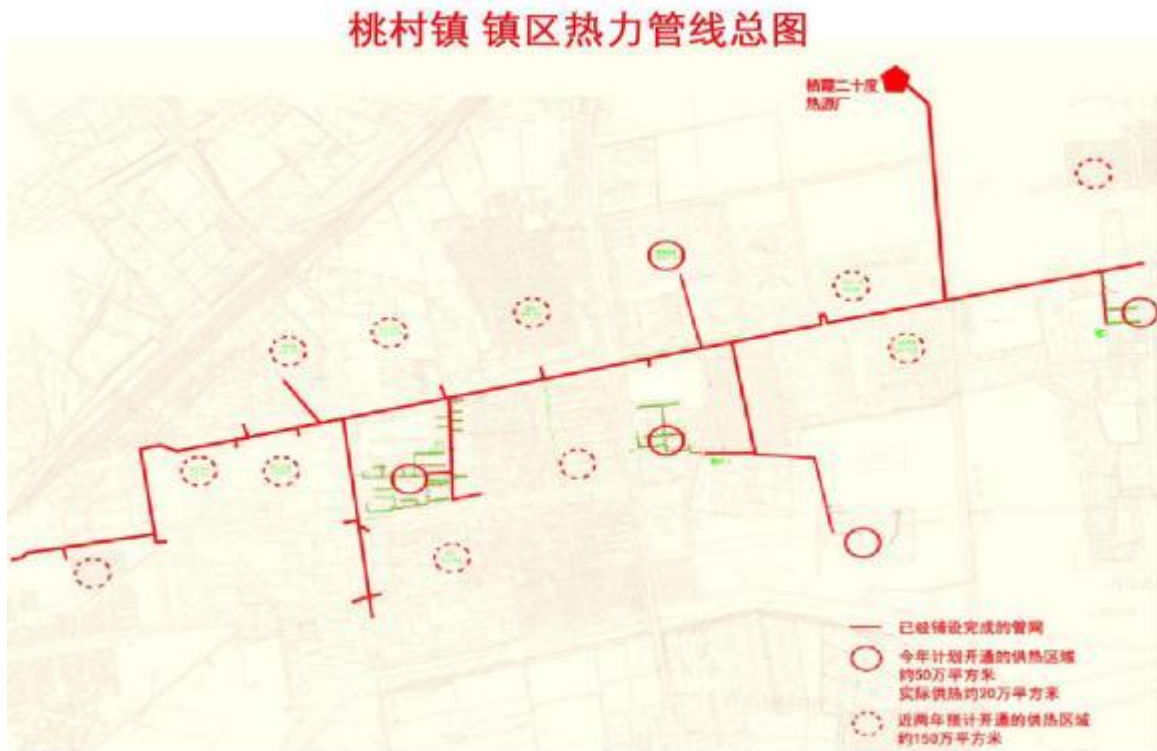 桃村镇 镇区热力管线总图
栖霞二十度
热源厂
已经铺设完成的管网
今年计划开通的供热区域
约50万平方米
实际供热约20万平方米
近两年预计开通的供热区域
约150万平方米